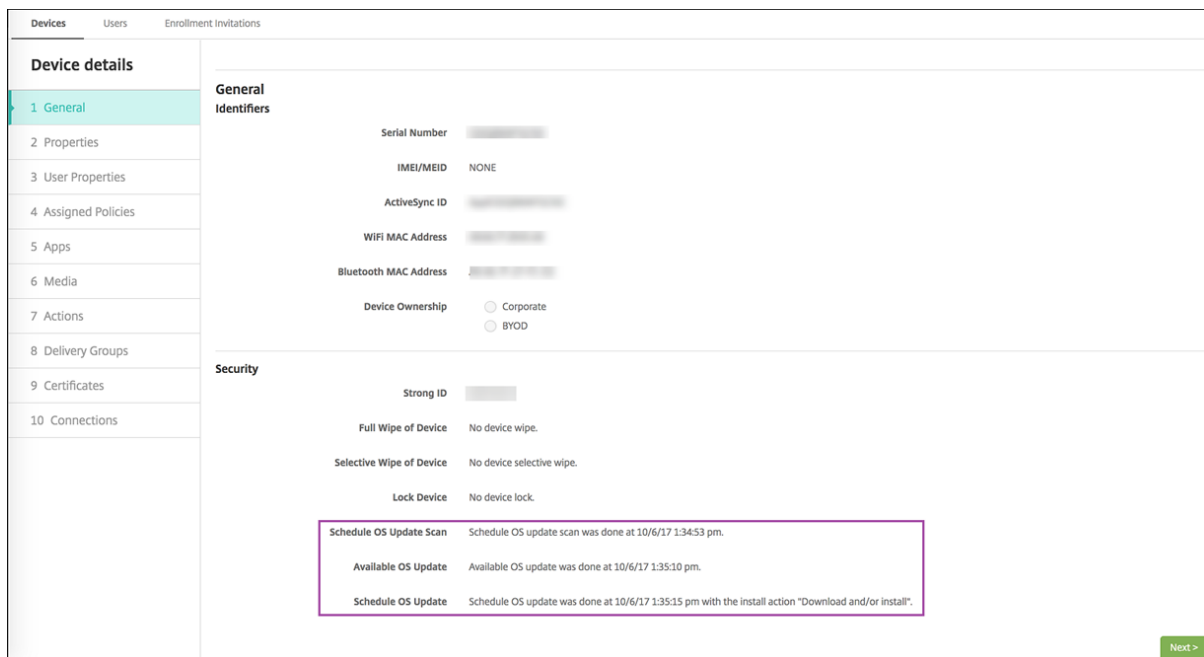 Devices Users Enrollment Invitations
Device details
1 General
2 Properties
3 User Properties
4 Assigned Policies
5 Apps
6 Media
7 Actions
8 Delivery Groups
9 Certificates
10 Connections
General
Identifiers
Serial Number
IMEI/MEID NONE
ActiveSync ID
WiFi MAC Address
Bluetooth MAC Address
Device Ownership Corporate
BYOD
Security
Strong ID
Full Wipe of Device No device wipe.
Selective Wipe of Device No device selective wipe.
Lock Device No device lock.
Schedule OS Update Scan Schedule OS update scan was done at 10/6/17 1:34:53 pm.
Available OS Update Available OS update was done at 10/6/17 1:35:10 pm.
Schedule OS Update Schedule OS update was done at 10/6/17 1:35:15 pm with the install action "Download and/or install".
Next >